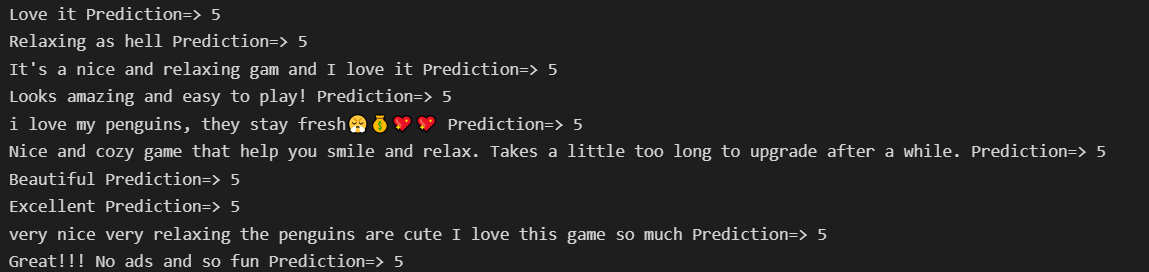 Love it Prediction=> 5
Relaxing as hell Prediction=> 5
It's a nice and relaxing gam and I love it Prediction=> 5
Looks amazing and easy to play! Prediction=> 5
i love my penguins, they stay fresh😤💰💖💖 Prediction=> 5
Nice and cozy game that help you smile and relax. Takes a little too long to upgrade after a while. Prediction=> 5
Beautiful Prediction=> 5
Excellent Prediction=> 5
very nice very relaxing the penguins are cute I love this game so much Prediction=> 5
Great!!! No ads and so fun Prediction=> 5